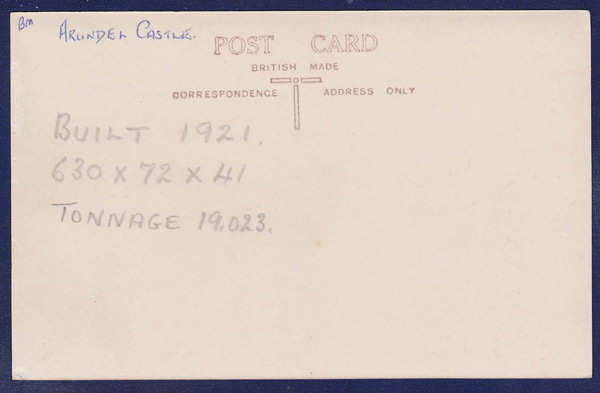 Bm
Arundel Castle.
POST CARD
BRITISH MADE
CORRESPONDENCE ADDRESS ONLY
BUILT 1921.
630 x 72 x 41
TONNAGE 19.023.